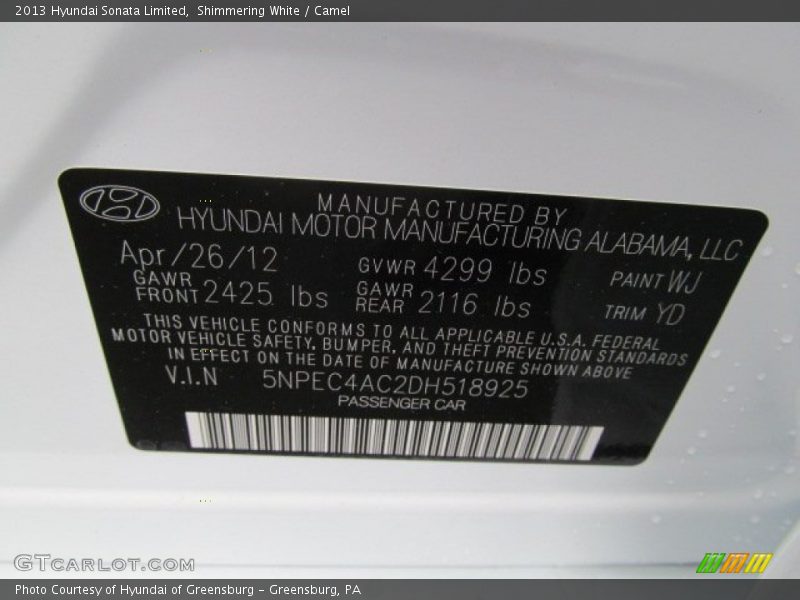 2013 Hyundai Sonata Limited,  Shimmering White / Camel
MANUFACTURED BY
HYUNDAI MOTOR MANUFACTURING ALABAMA, LLC
Apr/26/12 GVWR 4299 lbs PAINT WJ
GAWR FRONT 2425 lbs GAWR REAR 2116 lbs TRIM YD
THIS VEHICLE CONFORMS TO ALL APPLICABLE U.S.A. FEDERAL
MOTOR VEHICLE SAFETY, BUMPER, AND THEFT PREVENTION STANDARDS
IN EFFECT ON THE DATE OF MANUFACTURE SHOWN ABOVE
V.I.N 5NPEC4AC2DH518925
PASSENGER CAR
GTCARLOT.COM
Photo Courtesy of Hyundai of Greensburg - Greensburg, PA